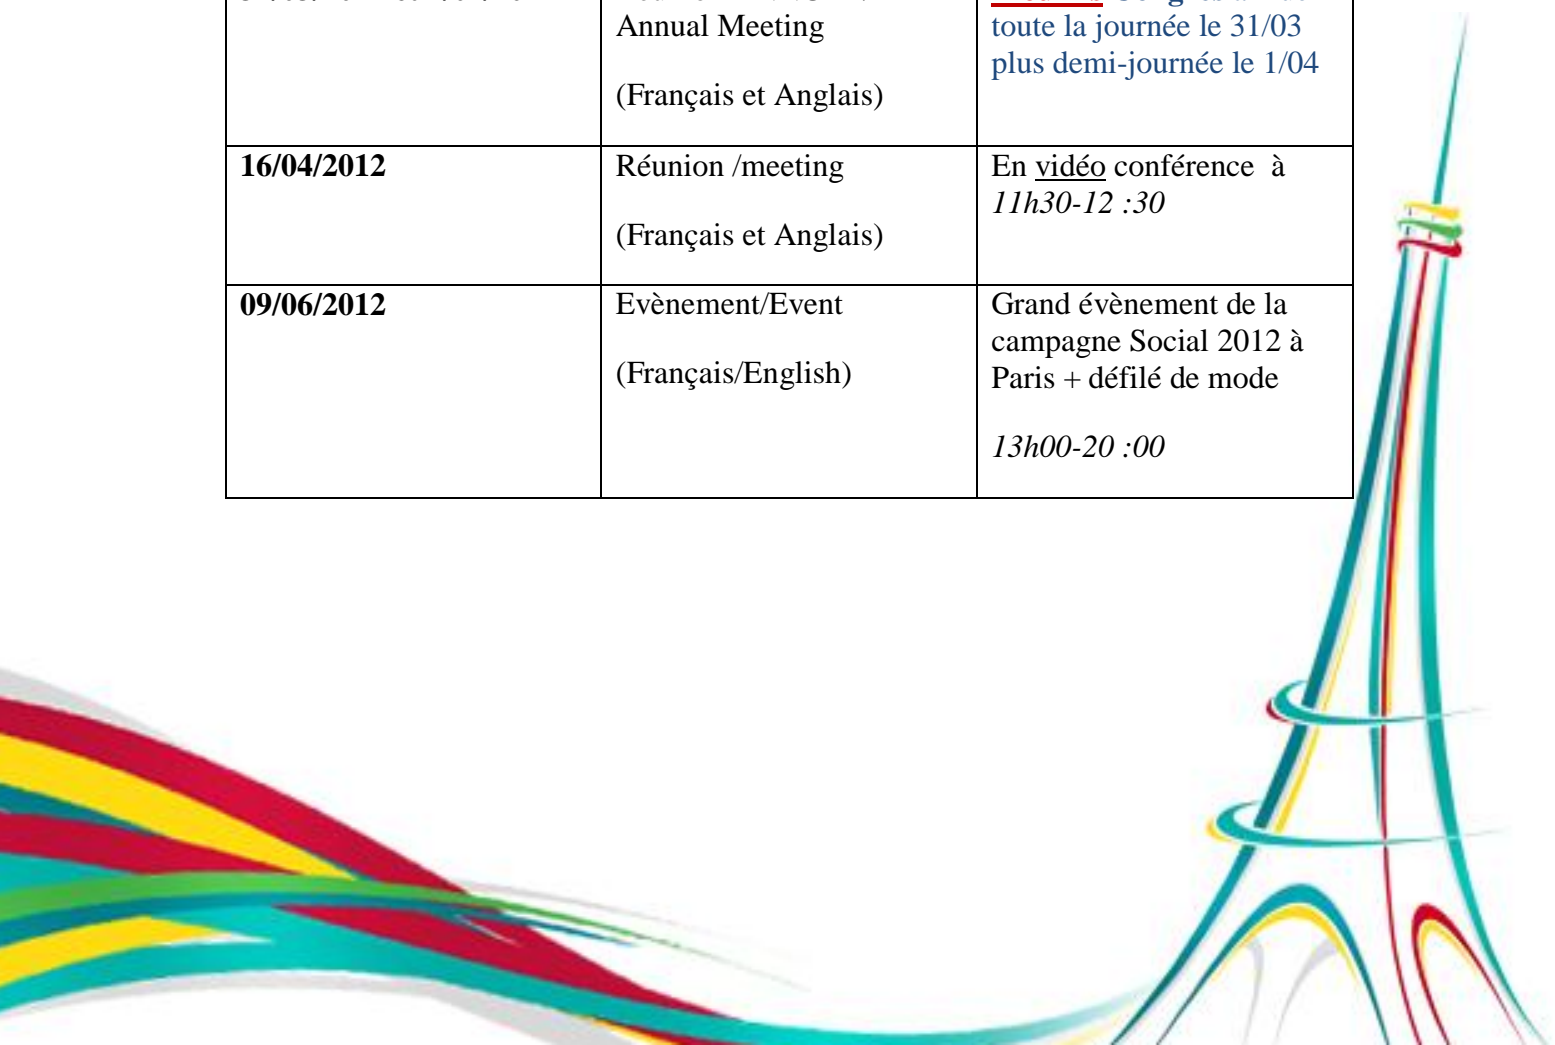 Annual Meeting
toute la journée le 31/03
plus demi-journée le 1/04
(Français et Anglais)
16/04/2012
Réunion /meeting
En vidéo conférence à
11h30-12 :30
(Français et Anglais)
09/06/2012
Evènement/Event
Grand évènement de la
campagne Social 2012 à
Paris + défilé de mode
(Français/English)
13h00-20 :00